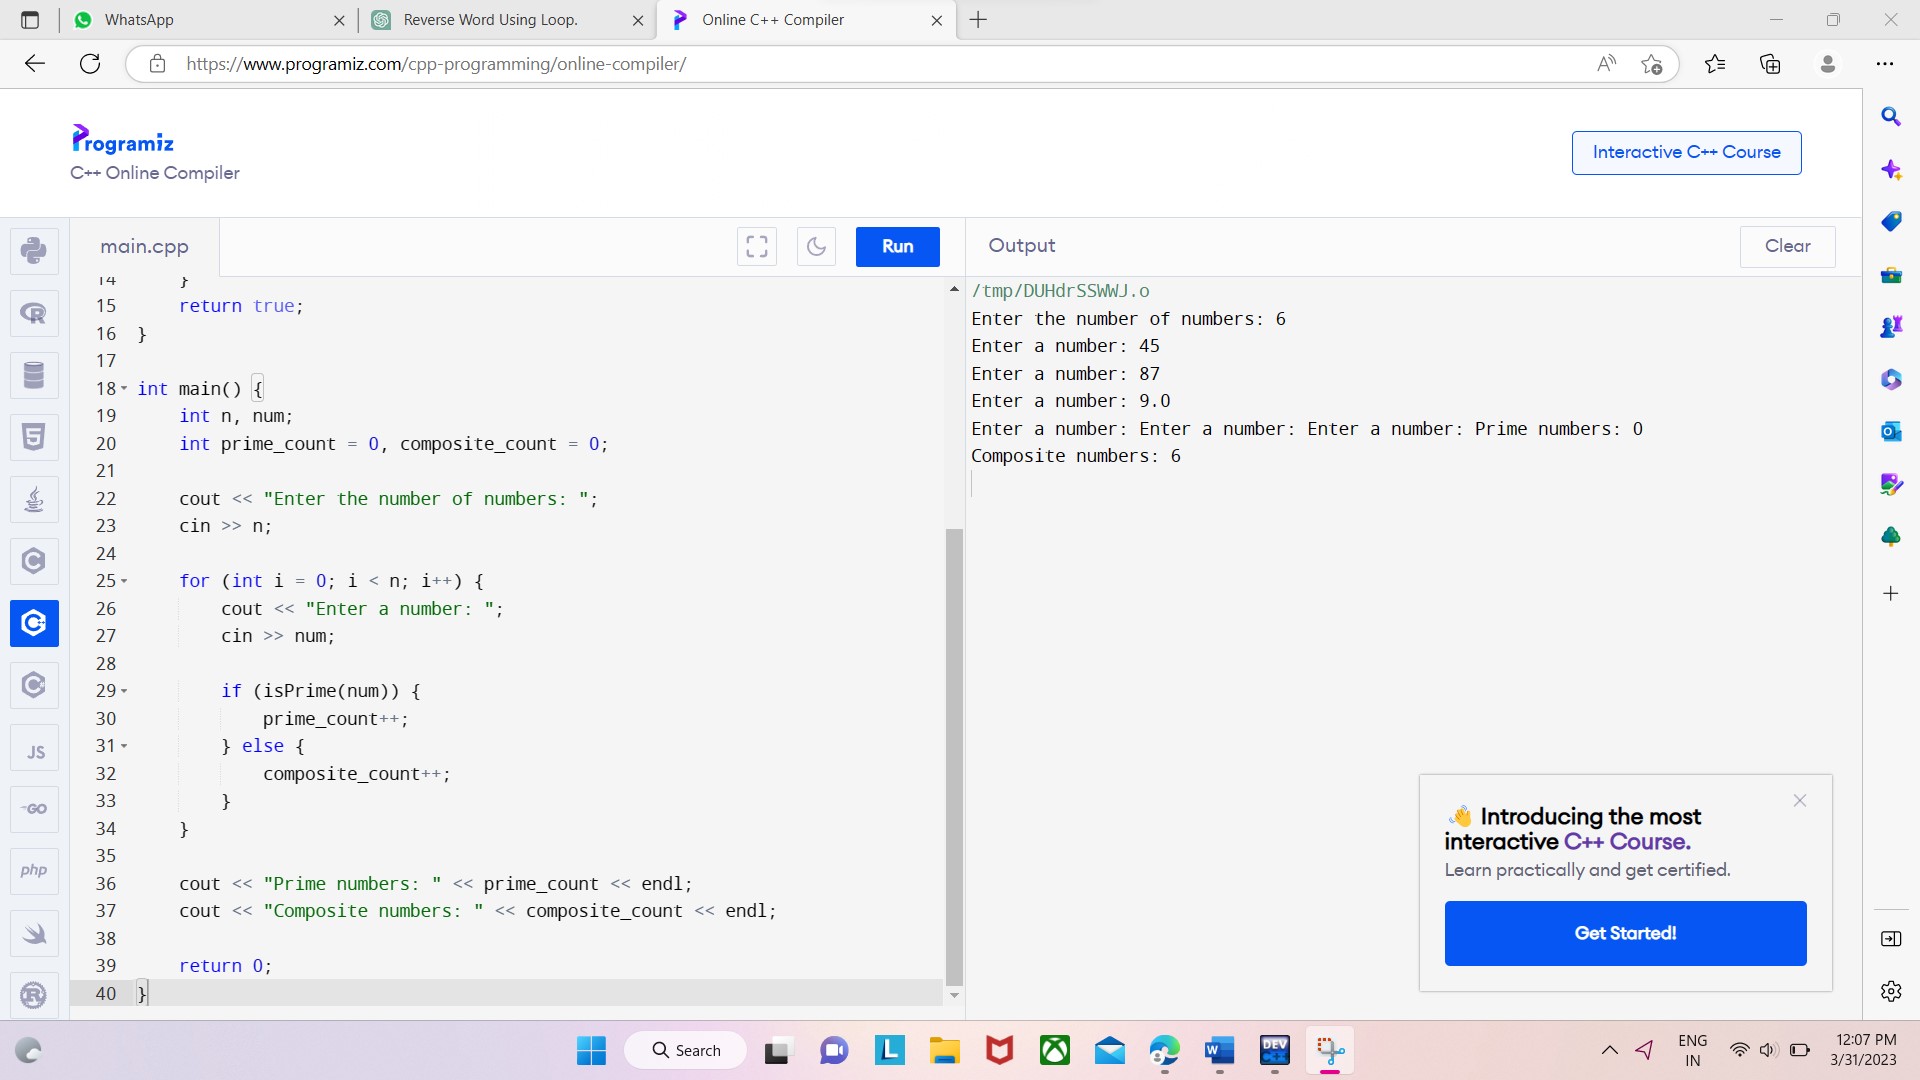 WhatsApp
Reverse Word Using Loop.
Online C++ Compiler
https://www.programiz.com/cpp-programming/online-compiler/
Programiz
C++ Online Compiler
Interactive C++ Course
main.cpp
Run
Output
Clear
14 }
15 return true;
16 }
17
18 int main() {
19 int n, num;
20 int prime_count = 0, composite_count = 0;
21
22 cout << "Enter the number of numbers: ";
23 cin >> n;
24
25 for (int i = 0; i < n; i++) {
26 cout << "Enter a number: ";
27 cin >> num;
28
29 if (isPrime(num)) {
30 prime_count++;
31 } else {
32 composite_count++;
33 }
34 }
35
36 cout << "Prime numbers: " << prime_count << endl;
37 cout << "Composite numbers: " << composite_count << endl;
38
39 return 0;
40 }
/tmp/DUHdrSSWWJ.o
Enter the number of numbers: 6
Enter a number: 45
Enter a number: 87
Enter a number: 9.0
Enter a number: Enter a number: Enter a number: Prime numbers: 0
Composite numbers: 6
JS
GO
php
👋 Introducing the most
interactive C++ Course.
Learn practically and get certified.
Get Started!
Search
DEV
C++
ENG
IN
12:07 PM
3/31/2023